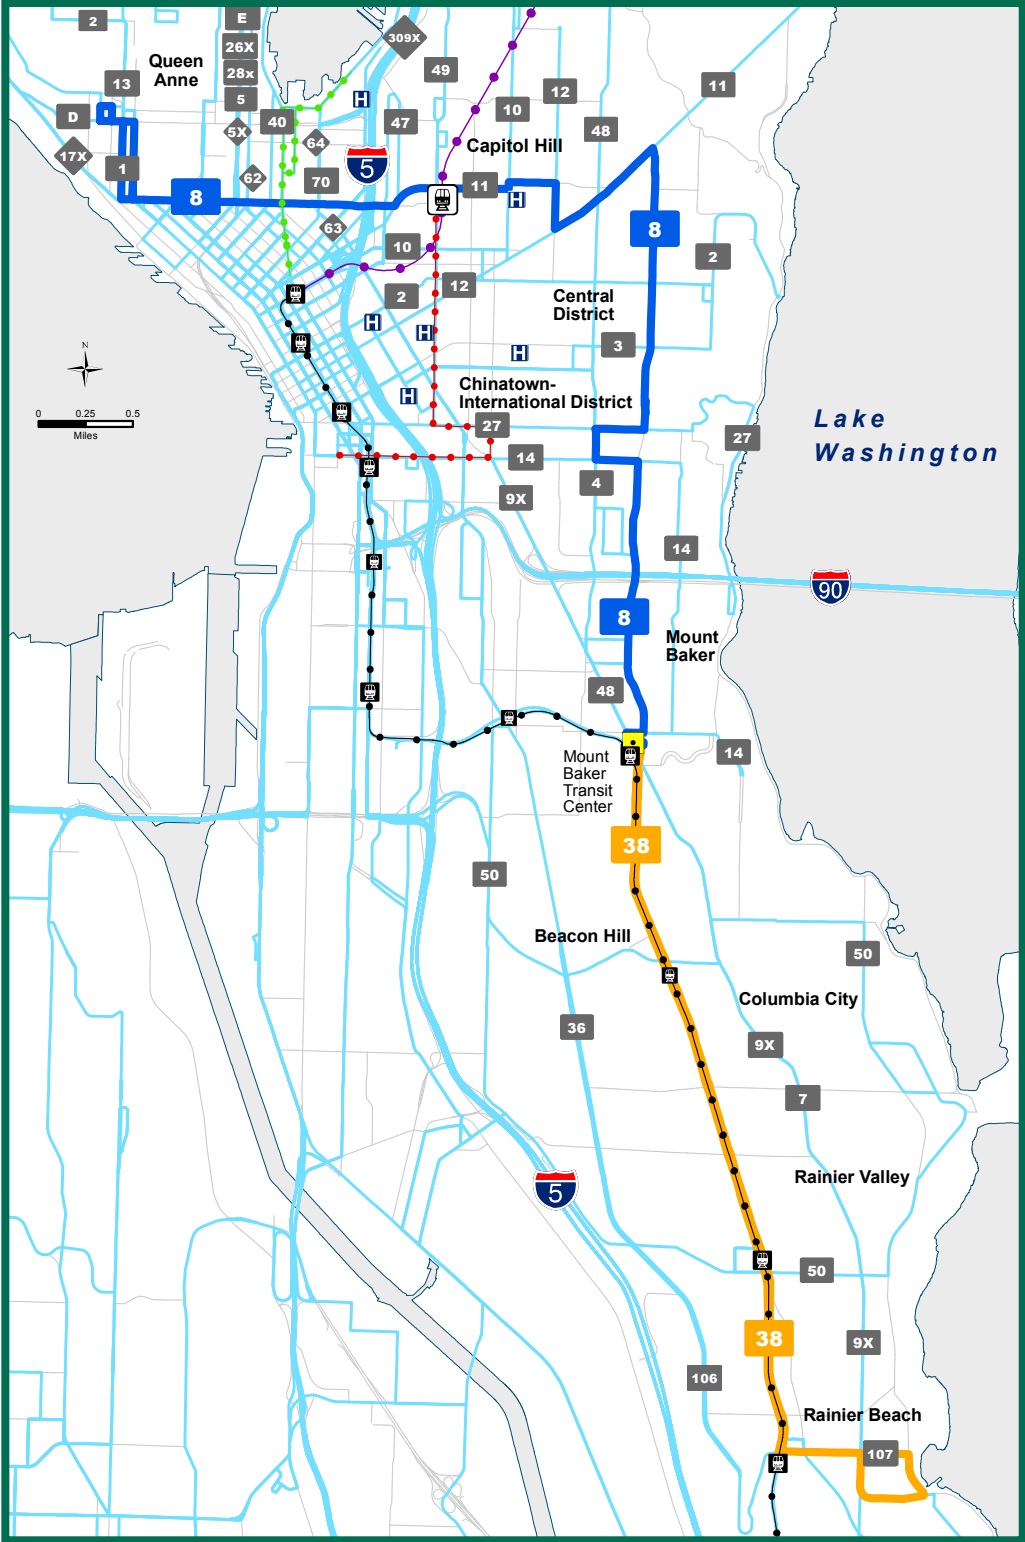 2
E
26X
28x
5
309X
49
Queen
Anne
13
D
5X
40
64
47
10
12
11
48
Capitol Hill
17X
1
62
70
5
63
8
11
8
10
2
12
2
Central
District
3
N
0 0.25 0.5
Miles
Chinatown-
International District
27
14
9X
4
27
Lake
Washington
14
90
8
Mount
Baker
48
Mount
Baker
Transit
Center
14
38
50
Beacon Hill
50
Columbia City
36
9X
7
Rainier Valley
5
50
38
9X
106
Rainier Beach
107